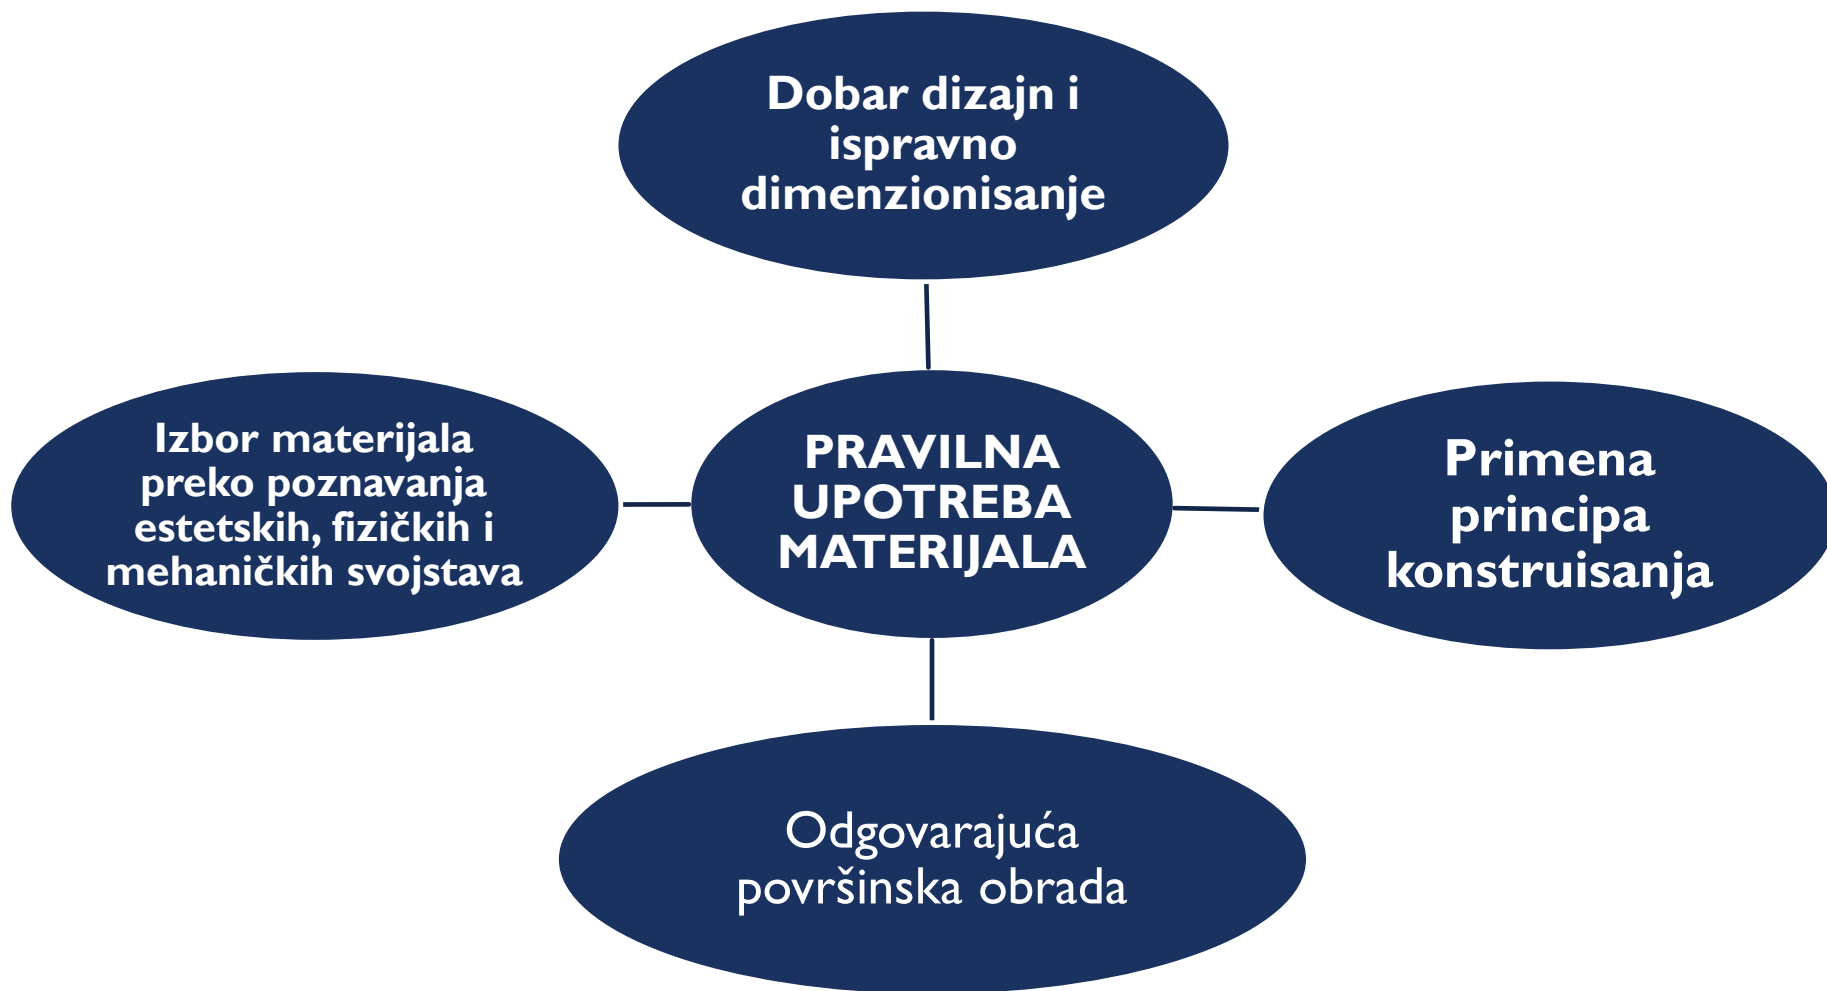 Dobar dizajn i
ispravno
dimenzionisanje
Izbor materijala
preko poznavanja
estetskih, fizičkih i
mehaničkih svojstava
PRAVILNA
UPOTREBA
MATERIJALA
Primena
principa
konstruisanja
Odgovarajuća
površinska obrada